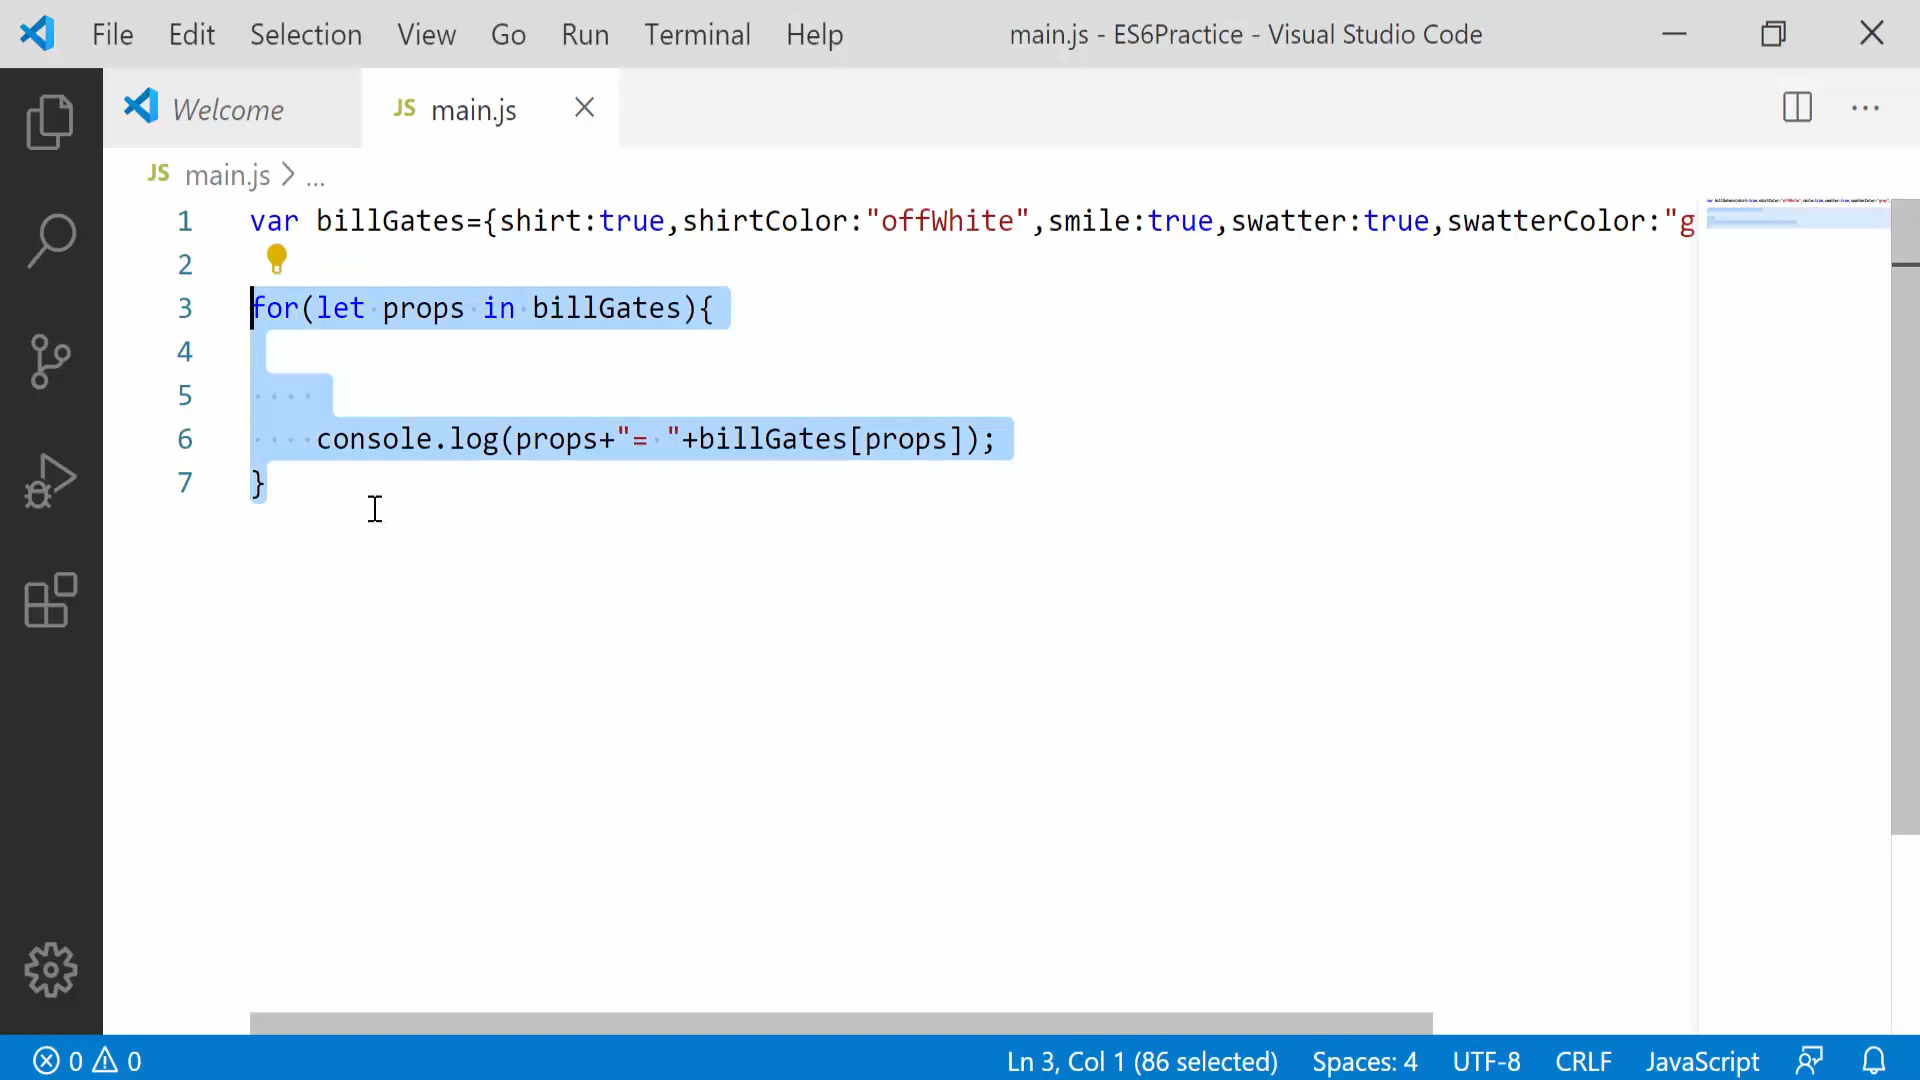 File Edit Selection View Go Run Terminal Help main.js - ES6Practice - Visual Studio Code
Welcome JS main.js
JS main.js > ...
1 var billGates={shirt:true,shirtColor:"offWhite",smile:true,swatter:true,swatterColor:"g
2
3 for(let props in billGates){
4
5
6 console.log(props+"= "+billGates[props]);
7 }
0 0 Ln 3, Col 1 (86 selected) Spaces: 4 UTF-8 CRLF JavaScript